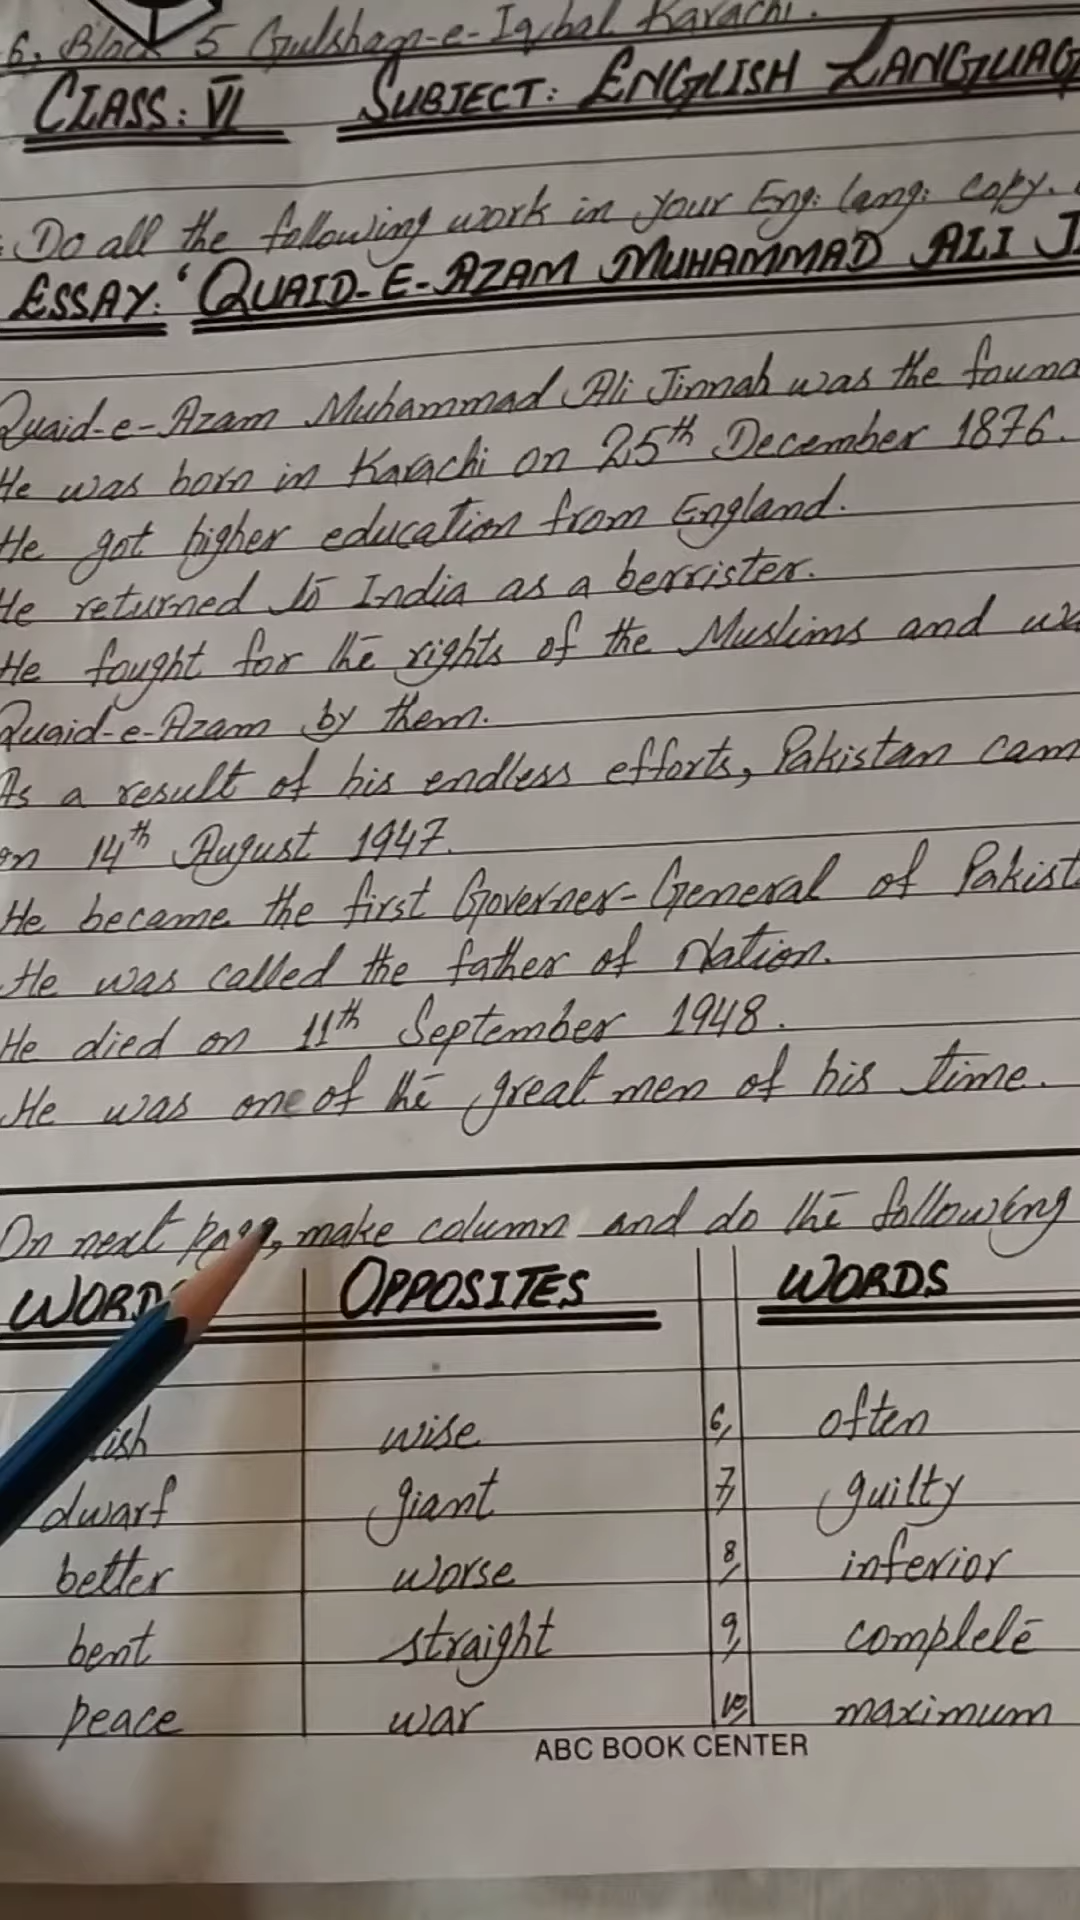 6, Block 5 Gulshan-e-Iqbal Karachi.
CLASS: VI SUBJECT: ENGLISH LANGUAG
Do all the following work in your Eng: lang: copy.
ESSAY: ‘QUAID-E-AZAM MUHAMMAD ALI J
Quaid-e-Azam Muhammad Ali Jinnah was the founa
He was born in Karachi on 25th December 1876.
He got higher education from England.
He returned to India as a berrister.
He fought for the rights of the Muslims and wa
Quaid-e-Azam by them.
As a result of his endless efforts, Pakistan cam
on 14th August 1947.
He became the first Governer-General of Pakist
He was called the father of Nation.
He died on 11th September 1948.
He was one of the great men of his time.
On next page, make column and do the following
WORD OPPOSITES WORDS
ish wise 6, often
dwarf giant 7, guilty
better worse 8, inferior
bent straight 9, complete
peace war 10, maximum
ABC BOOK CENTER